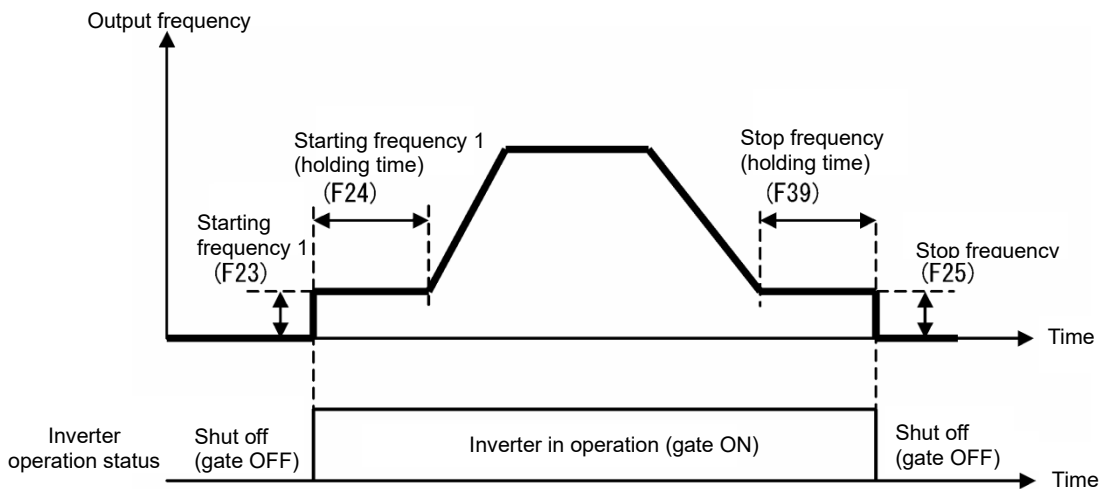 Output frequency
Starting frequency 1
(holding time)
(F24)
Stop frequency
(holding time)
(F39)
Starting
frequency 1
(F23)
Stop frequency
(F25)
Time
Inverter
operation status
Shut off
(gate OFF)
Inverter in operation (gate ON)
Shut off
(gate OFF)
Time